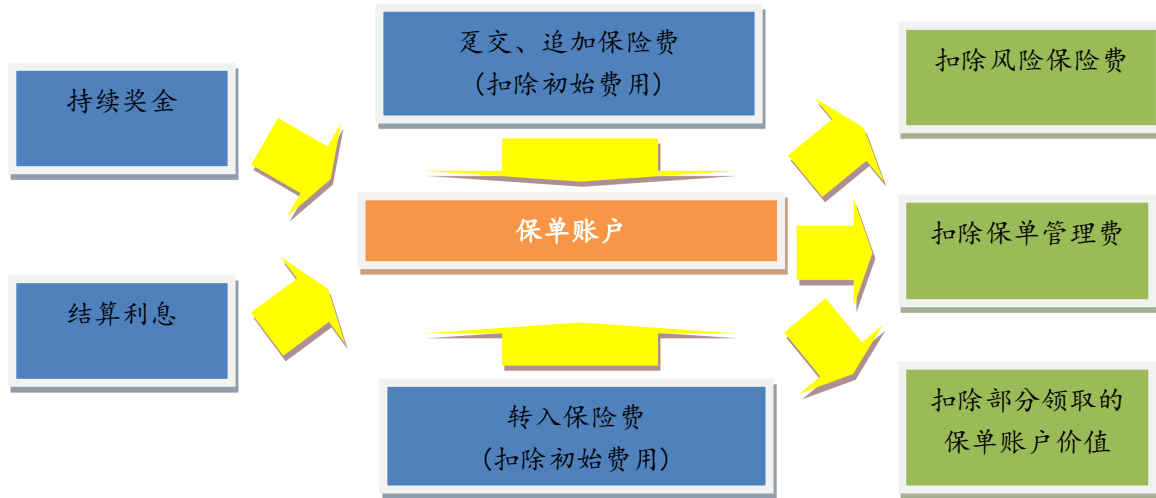 持续奖金
趸交、追加保险费
(扣除初始费用)
扣除风险保险费
保单账户
扣除保单管理费
结算利息
转入保险费
(扣除初始费用)
扣除部分领取的
保单账户价值